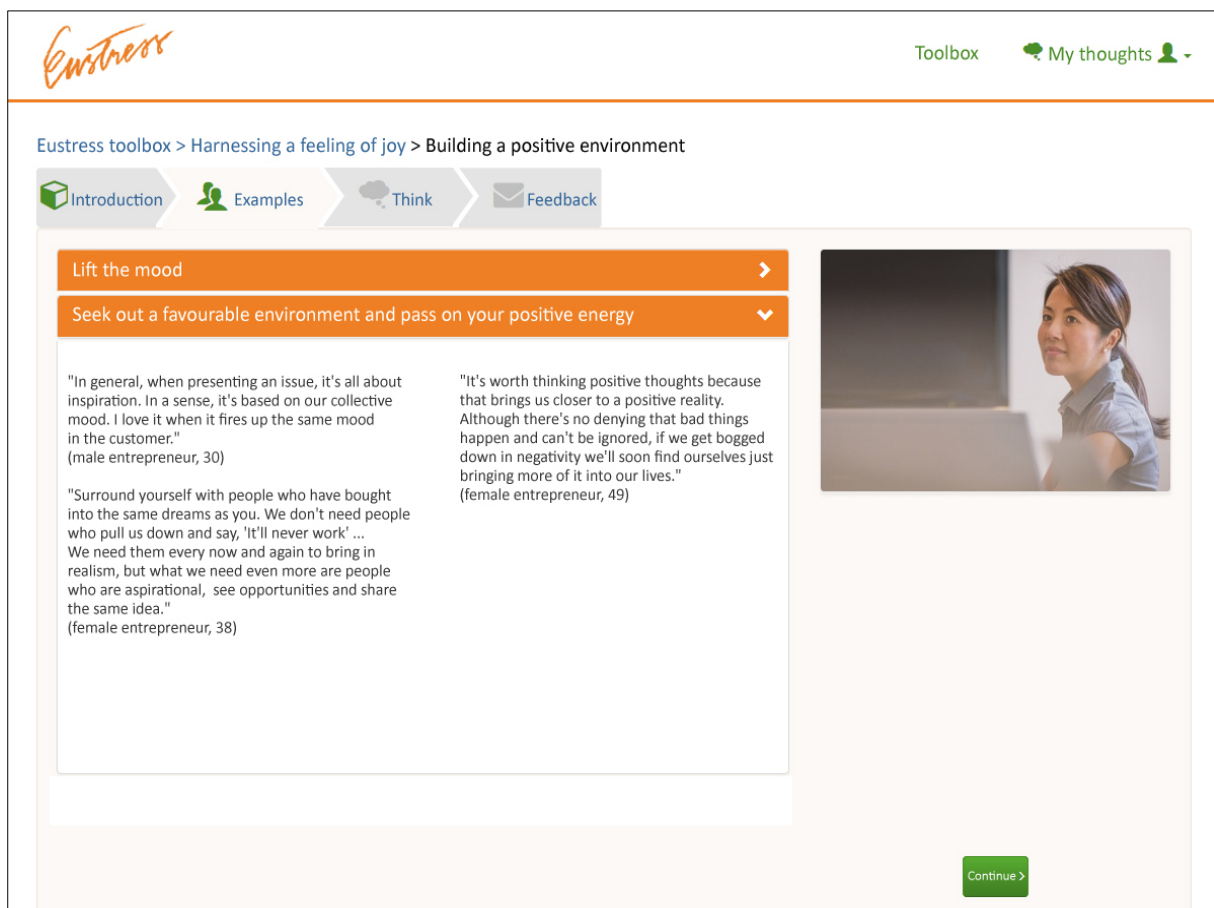 Eustress
Toolbox
My thoughts
Eustress toolbox > Harnessing a feeling of joy > Building a positive environment
Introduction
Examples
Think
Feedback
Lift the mood
Seek out a favourable environment and pass on your positive energy
"In general, when presenting an issue, it's all about
inspiration. In a sense, it's based on our collective
mood. I love it when it fires up the same mood
in the customer."
(male entrepreneur, 30)
"Surround yourself with people who have bought
into the same dreams as you. We don't need people
who pull us down and say, 'It'll never work' ...
We need them every now and again to bring in
realism, but what we need even more are people
who are aspirational,  see opportunities and share
the same idea."
(female entrepreneur, 38)
"It's worth thinking positive thoughts because
that brings us closer to a positive reality.
Although there's no denying that bad things
happen and can't be ignored, if we get bogged
down in negativity we'll soon find ourselves just
bringing more of it into our lives."
(female entrepreneur, 49)
Continue >